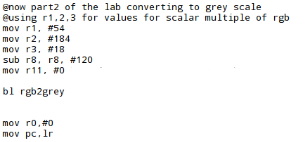 @now part2 of the lab converting to grey scale
@using r1,2,3 for values for scalar multiple of rgb
mov r1, #54
mov r2, #184
mov r3, #18
sub r8, r8, #120
mov r11, #0
bl rgb2grey
mov r0,#0
mov pc,lr